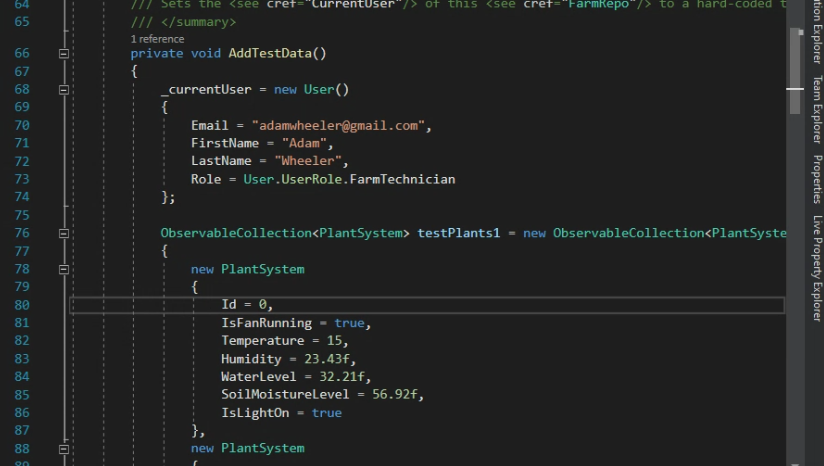 64 /// Sets the <see cref="CurrentUser"/> of this <see cref="FarmRepo"/> to a hard-coded t
65 /// </summary>
1 reference
66 private void AddTestData()
67 {
68 _currentUser = new User()
69 {
70 Email = "adamwheeler@gmail.com",
71 FirstName = "Adam",
72 LastName = "Wheeler",
73 Role = User.UserRole.FarmTechnician
74 };
75
76 ObservableCollection<PlantSystem> testPlants1 = new ObservableCollection<PlantSyste
77 {
78 new PlantSystem
79 {
80 Id = 0,
81 IsFanRunning = true,
82 Temperature = 15,
83 Humidity = 23.43f,
84 WaterLevel = 32.21f,
85 SoilMoistureLevel = 56.92f,
86 IsLightOn = true
87 },
88 new PlantSystem
89 {
tion Explorer
Team Explorer
Properties
Live Property Explorer